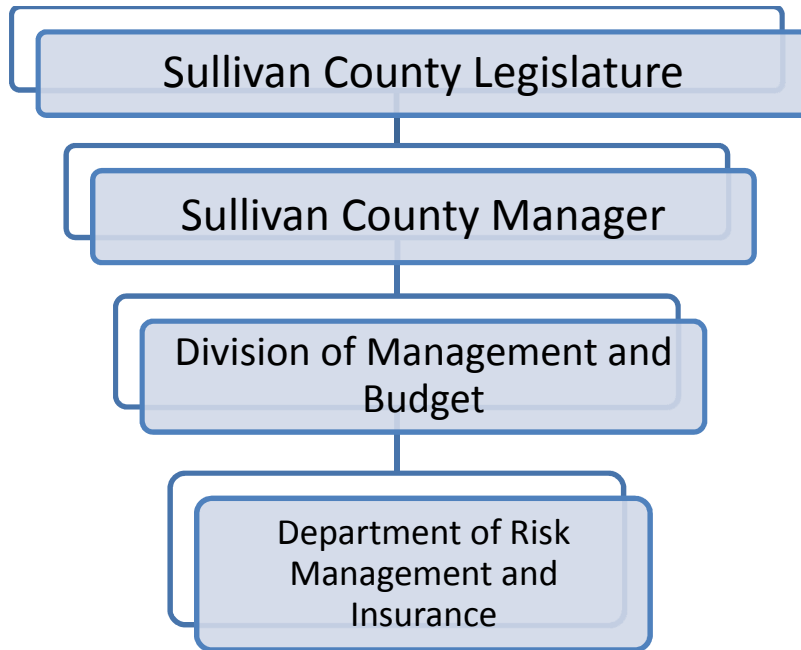 Sullivan County Legislature
Sullivan County Manager
Division of Management and
Budget
Department of Risk
Management and
Insurance